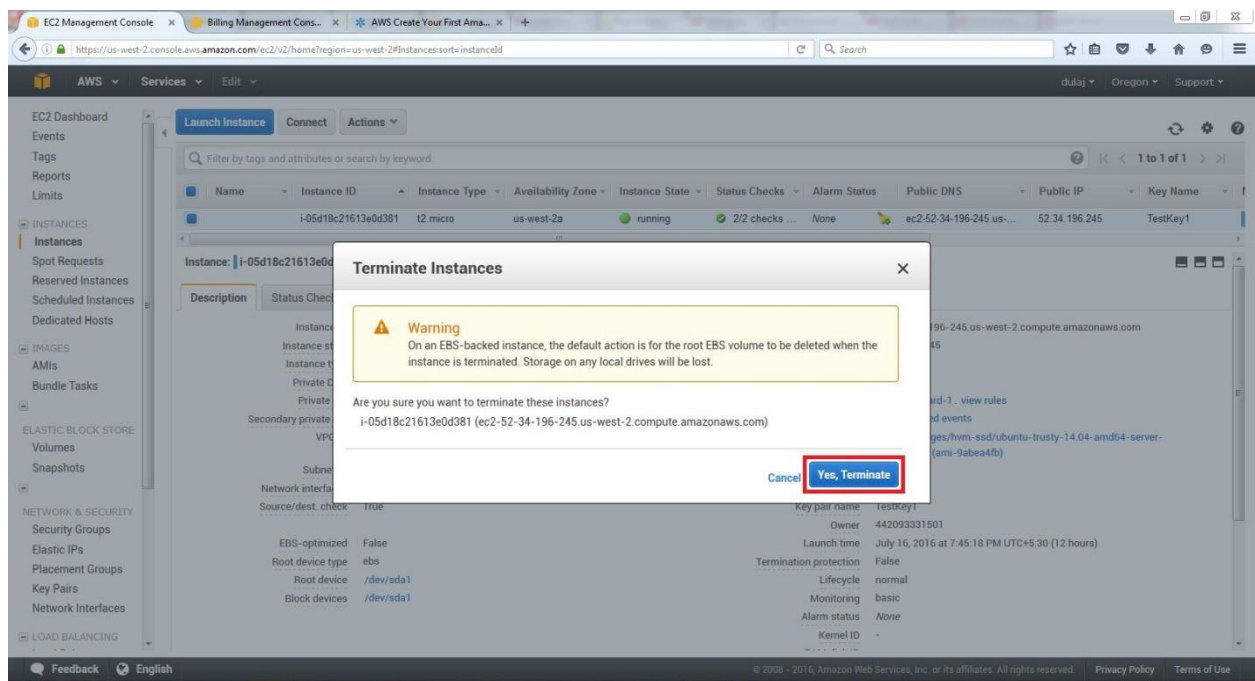 EC2 Management Console
Billing Management Cons...
AWS Create Your First Ama...
https://us-west-2.console.aws.amazon.com/ec2/v2/home?region=us-west-2#Instances:sort=instanceId
Search
AWS Services Edit
dulaj Oregon Support
EC2 Dashboard
Events
Tags
Reports
Limits
INSTANCES
Instances
Spot Requests
Reserved Instances
Scheduled Instances
Dedicated Hosts
IMAGES
AMIs
Bundle Tasks
ELASTIC BLOCK STORE
Volumes
Snapshots
NETWORK & SECURITY
Security Groups
Elastic IPs
Placement Groups
Key Pairs
Network Interfaces
LOAD BALANCING
Launch Instance Connect Actions
Filter by tags and attributes or search by keyword
1 to 1 of 1
Name Instance ID Instance Type Availability Zone Instance State Status Checks Alarm Status Public DNS Public IP Key Name
i-05d18c21613e0d381 t2.micro us-west-2a running 2/2 checks ... None ec2-52-34-196-245.us-... 52.34.196.245 TestKey1
Instance: i-05d18c21613e0d
Description Status Chec
Terminate Instances
Warning
On an EBS-backed instance, the default action is for the root EBS volume to be deleted when the
instance is terminated. Storage on any local drives will be lost.
Are you sure you want to terminate these instances?
i-05d18c21613e0d381 (ec2-52-34-196-245.us-west-2.compute.amazonaws.com)
Cancel Yes, Terminate
Instance
196-245.us-west-2.compute.amazonaws.com
Instance st
45
Instance t
Private D
Private
rd-1. view rules
Secondary private
ed events
VPC
ges/hvm-ssd/ubuntu-trusty-14.04-amd64-server-
(ami-9abea4fb)
Subne
Network interfa
Source/dest. check True
Key pair name TestKey1
Owner 442093331501
EBS-optimized False
Launch time July 16, 2016 at 7:45:18 PM UTC+5:30 (12 hours)
Root device type ebs
Termination protection False
Root device /dev/sda1
Lifecycle normal
Block devices /dev/sda1
Monitoring basic
Alarm status None
Kernel ID -
Feedback English
© 2008 - 2016, Amazon Web Services, Inc. or its affiliates. All rights reserved. Privacy Policy Terms of Use